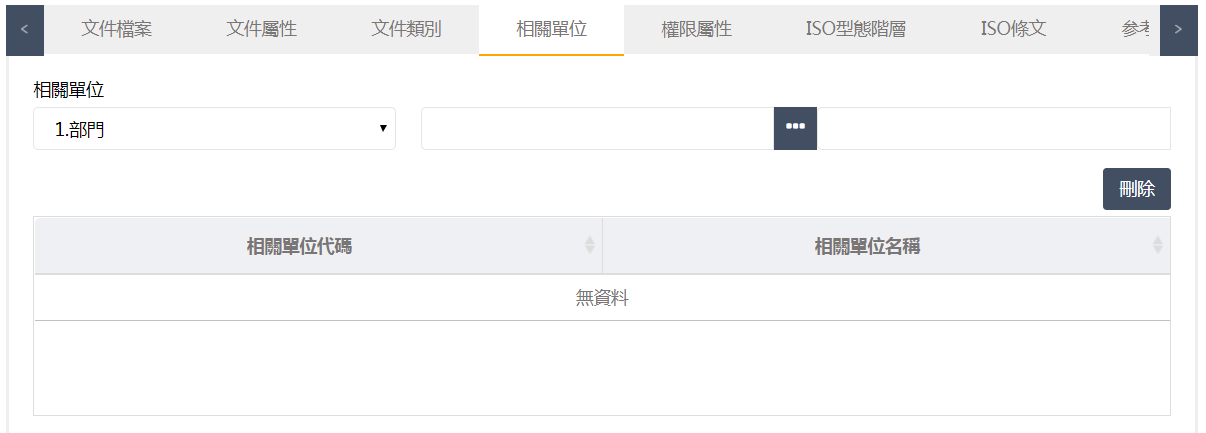 < 文件檔案 文件屬性 文件類別 相關單位 權限屬性 ISO型態階層 ISO條文 参 >
相關單位
1.部門 ▼ •••
刪除
相關單位代碼 相關單位名稱
無資料